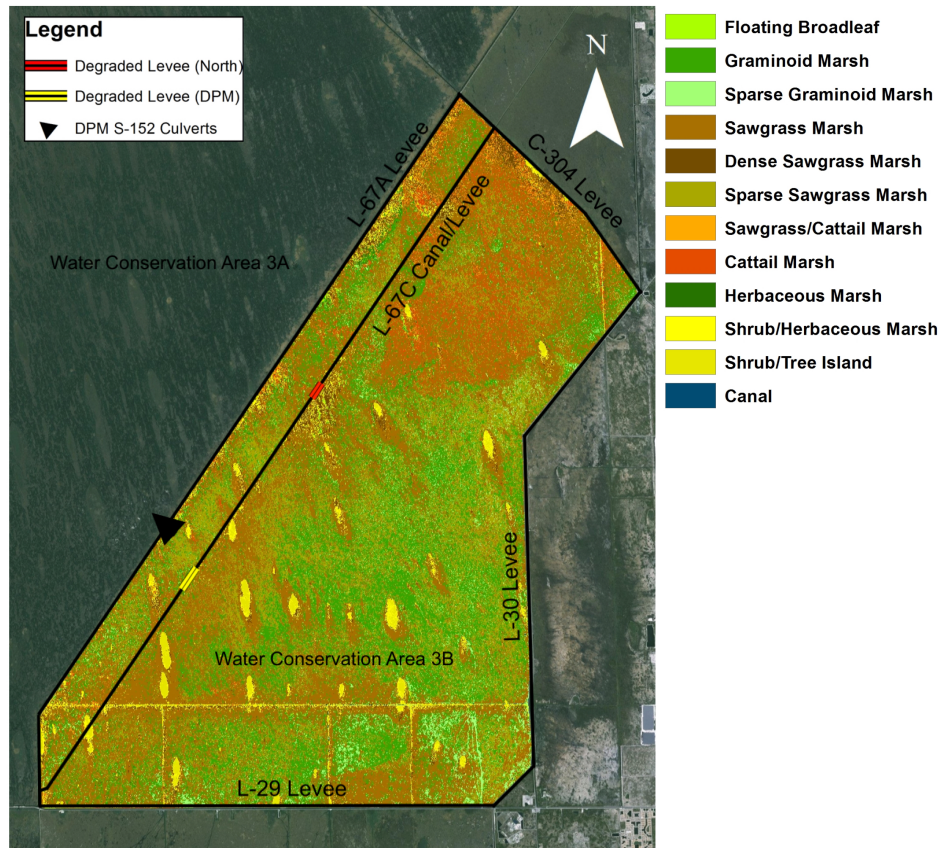 Legend
Degraded Levee (North)
Degraded Levee (DPM)
DPM S-152 Culverts
N
L-67A Levee
C-304 Levee
L-67C Canal/Levee
Water Conservation Area 3A
L-30 Levee
Water Conservation Area 3B
L-29 Levee
Floating Broadleaf
Graminoid Marsh
Sparse Graminoid Marsh
Sawgrass Marsh
Dense Sawgrass Marsh
Sparse Sawgrass Marsh
Sawgrass/Cattail Marsh
Cattail Marsh
Herbaceous Marsh
Shrub/Herbaceous Marsh
Shrub/Tree Island
Canal